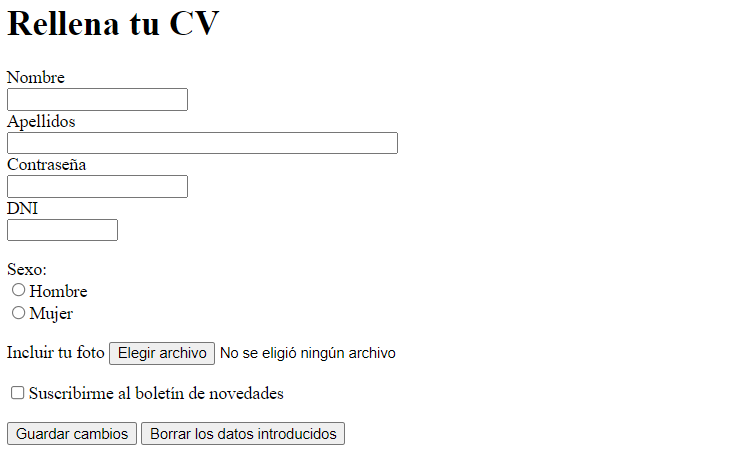 Rellena tu CV
Nombre
Apellidos
Contraseña
DNI
Sexo:
Hombre
Mujer
Incluir tu foto Elegir archivo No se eligió ningún archivo
Suscribirme al boletín de novedades
Guardar cambios Borrar los datos introducidos